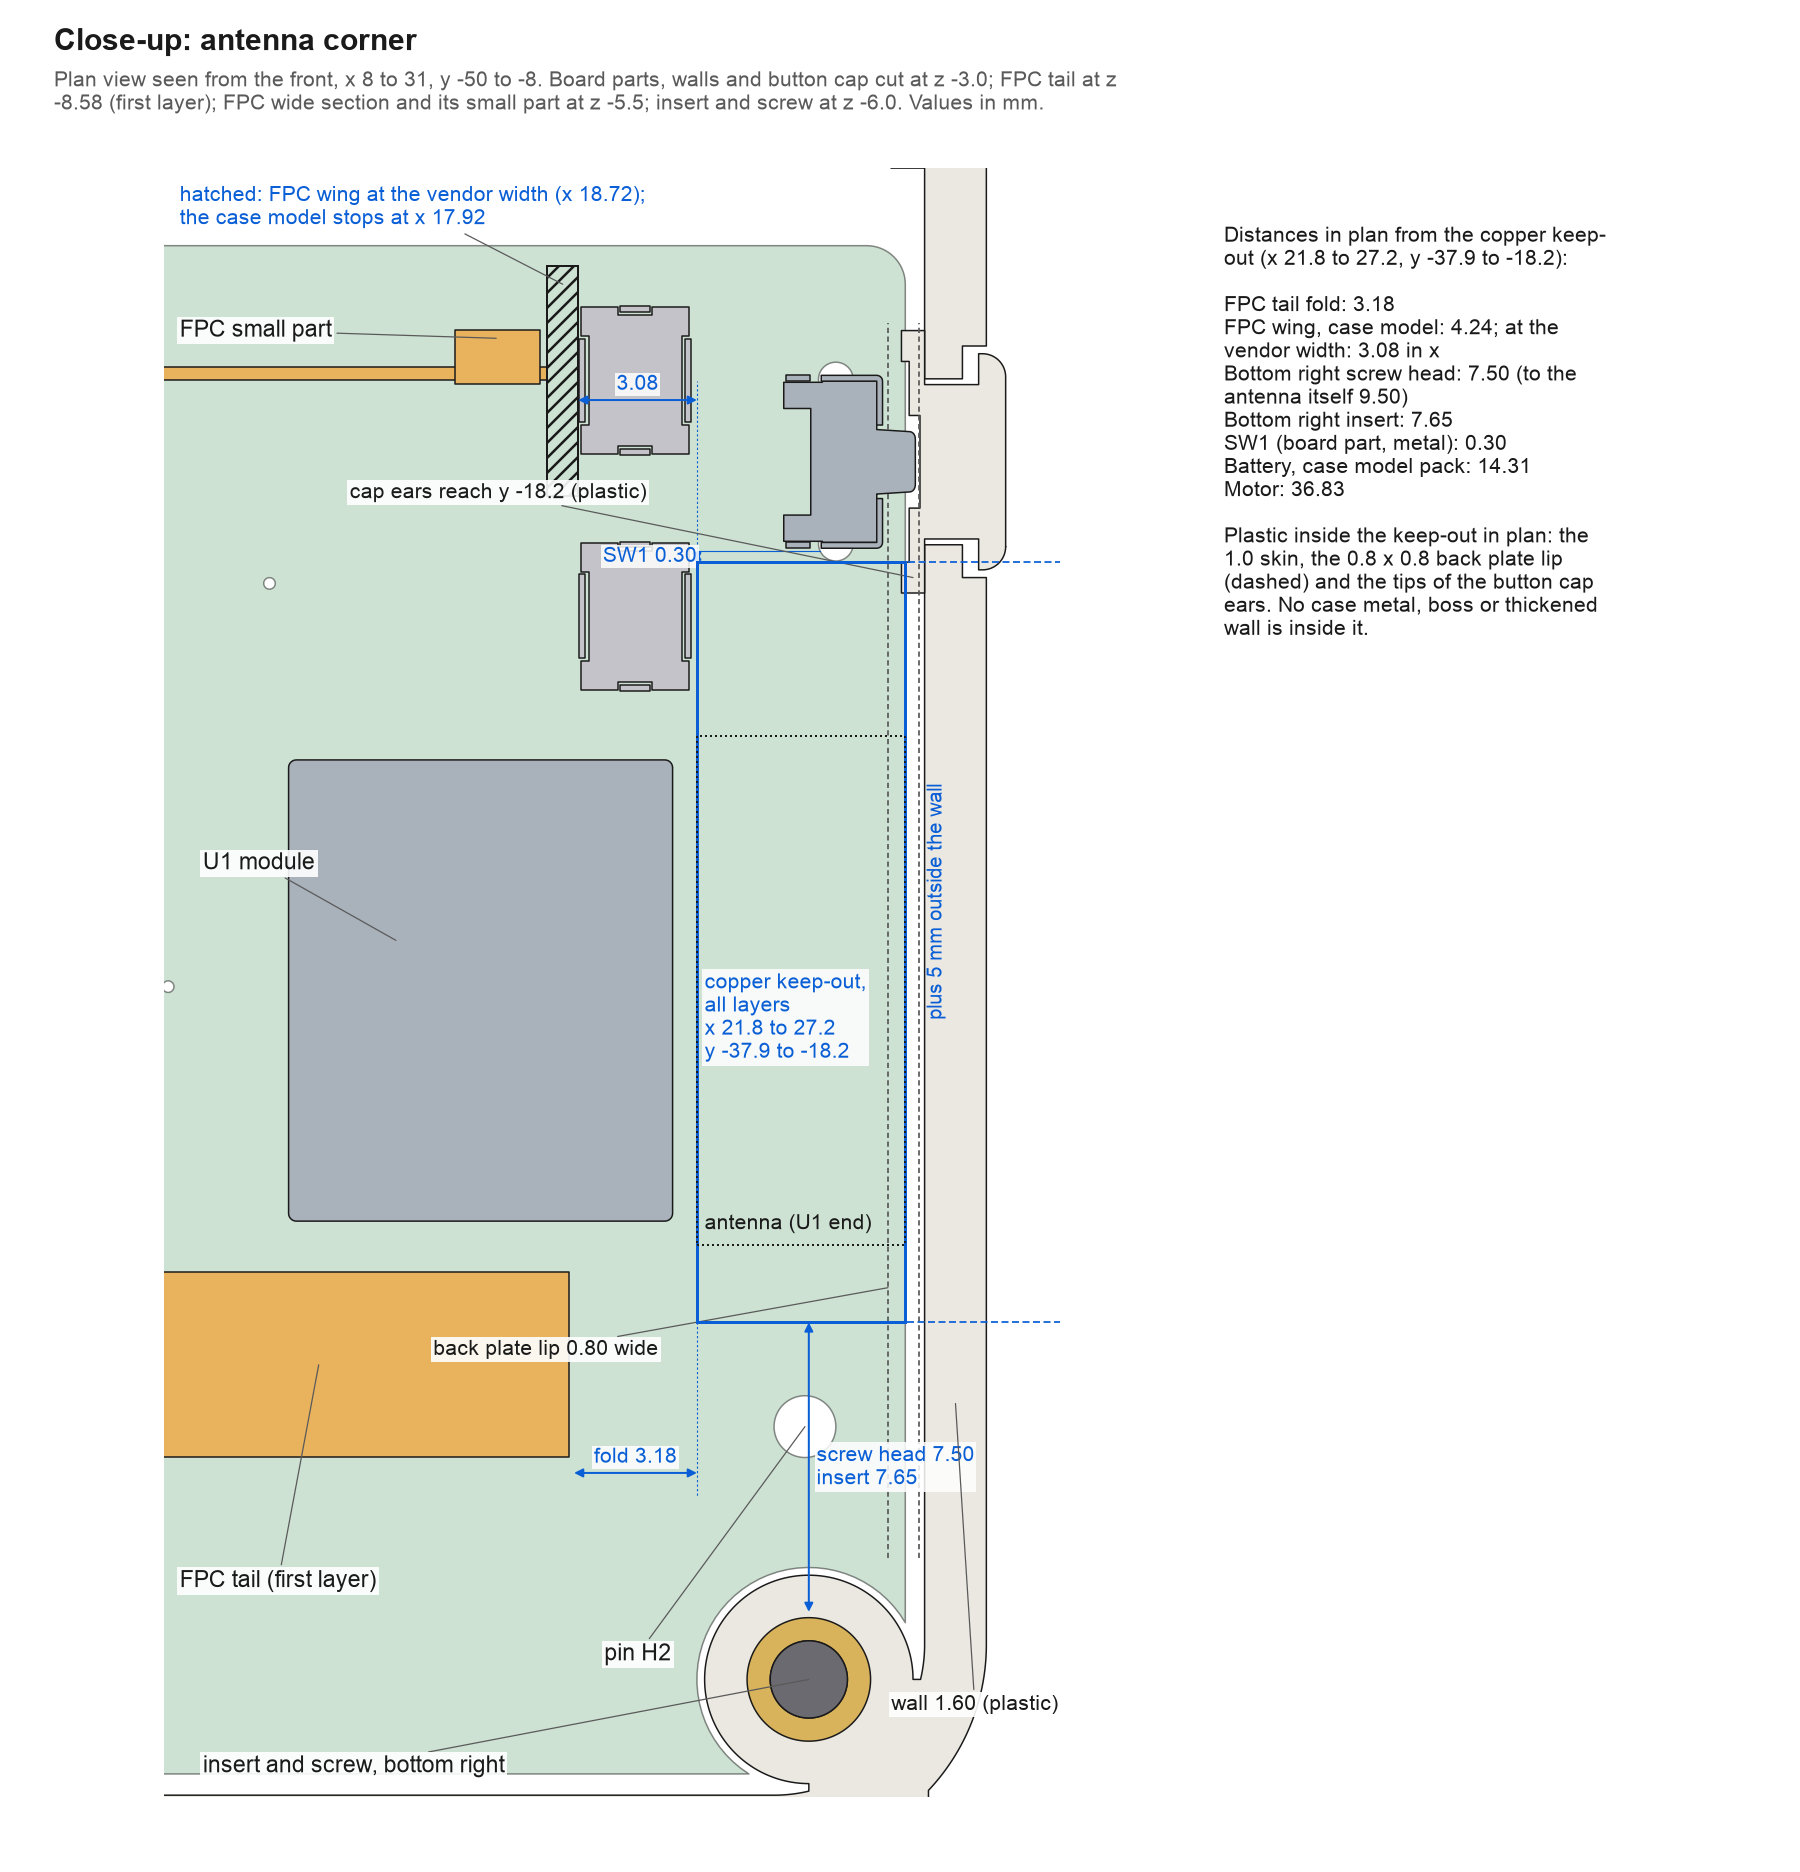 Close-up: antenna corner
Plan view seen from the front, x 8 to 31, y -50 to -8. Board parts, walls and button cap cut at z -3.0; FPC tail at z
-8.58 (first layer); FPC wide section and its small part at z -5.5; insert and screw at z -6.0. Values in mm.
hatched: FPC wing at the vendor width (x 18.72);
the case model stops at x 17.92
FPC small part
3.08
cap ears reach y -18.2 (plastic)
SW1 0.30
U1 module
plus 5 mm outside the wall
copper keep-out,
all layers
x 21.8 to 27.2
y -37.9 to -18.2
antenna (U1 end)
back plate lip 0.80 wide
fold 3.18
screw head 7.50
insert 7.65
FPC tail (first layer)
pin H2
wall 1.60 (plastic)
insert and screw, bottom right
Distances in plan from the copper keep-
out (x 21.8 to 27.2, y -37.9 to -18.2):
FPC tail fold: 3.18
FPC wing, case model: 4.24; at the
vendor width: 3.08 in x
Bottom right screw head: 7.50 (to the
antenna itself 9.50)
Bottom right insert: 7.65
SW1 (board part, metal): 0.30
Battery, case model pack: 14.31
Motor: 36.83
Plastic inside the keep-out in plan: the
1.0 skin, the 0.8 x 0.8 back plate lip
(dashed) and the tips of the button cap
ears. No case metal, boss or thickened
wall is inside it.